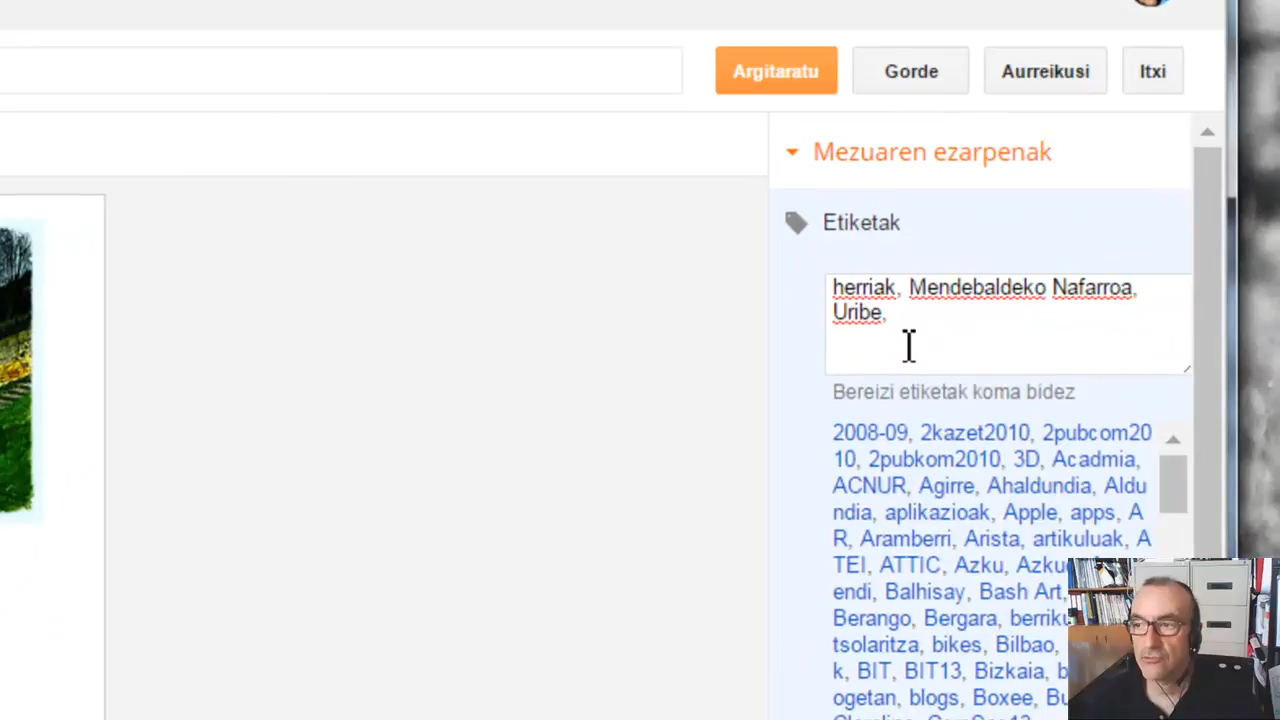 Argitaratu
Gorde
Aurreikusi
Itxi
Mezuaren ezarpenak
Etiketak
herriak, Mendebaldeko Nafarroa,
Uribe,
Bereizi etiketak koma bidez
2008-09, 2kazet2010, 2pubcom20
10, 2pubkom2010, 3D, Acadmia,
ACNUR, Agirre, Ahaldundia, Aldu
ndia, aplikazioak, Apple, apps, A
R, Aramberri, Arista, artikuluak, A
TEI, ATTIC, Azku,
endi, Balhisay, Bash Art,
Berango, Bergara,
tsolaritza, bikes, Bilbao,
k, BIT, BIT13, Bizkaia,
ogetan, blogs, Boxee,